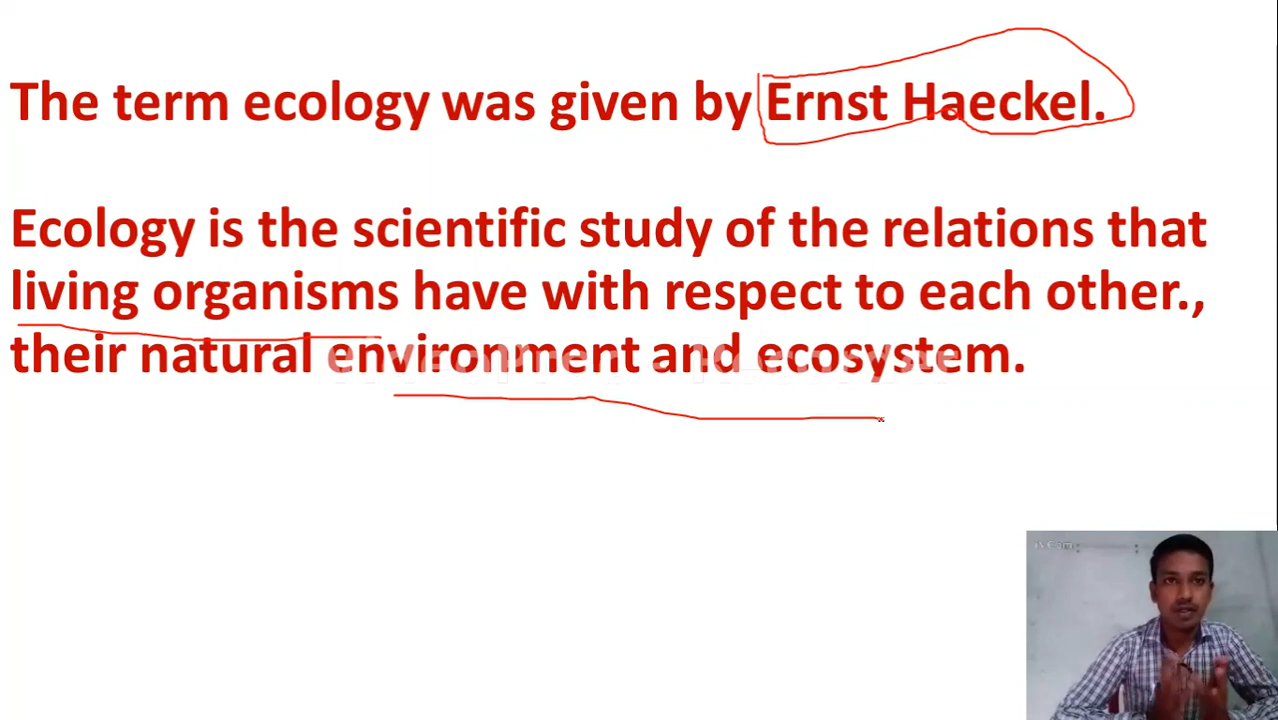 The term ecology was given by Ernst Haeckel.
Ecology is the scientific study of the relations that
living organisms have with respect to each other.,
their natural environment and ecosystem.